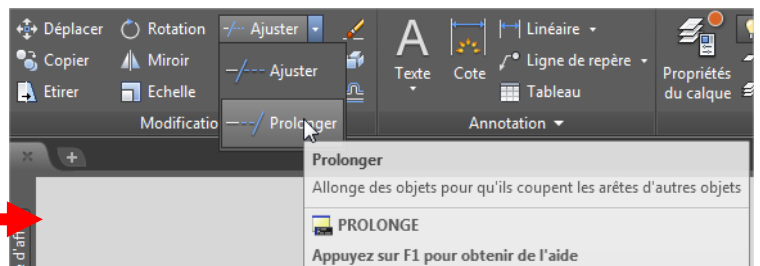 Déplacer Rotation Ajuster Linéaire
Copier Miroir Ajuster Texte Cote Ligne de repère Propriétés du calque
Etirer Echelle Tableau
Modificatio Prolonger Annotation
Prolonger
Allonge des objets pour qu'ils coupent les arêtes d'autres objets
PROLONGE
Appuyez sur F1 pour obtenir de l'aide